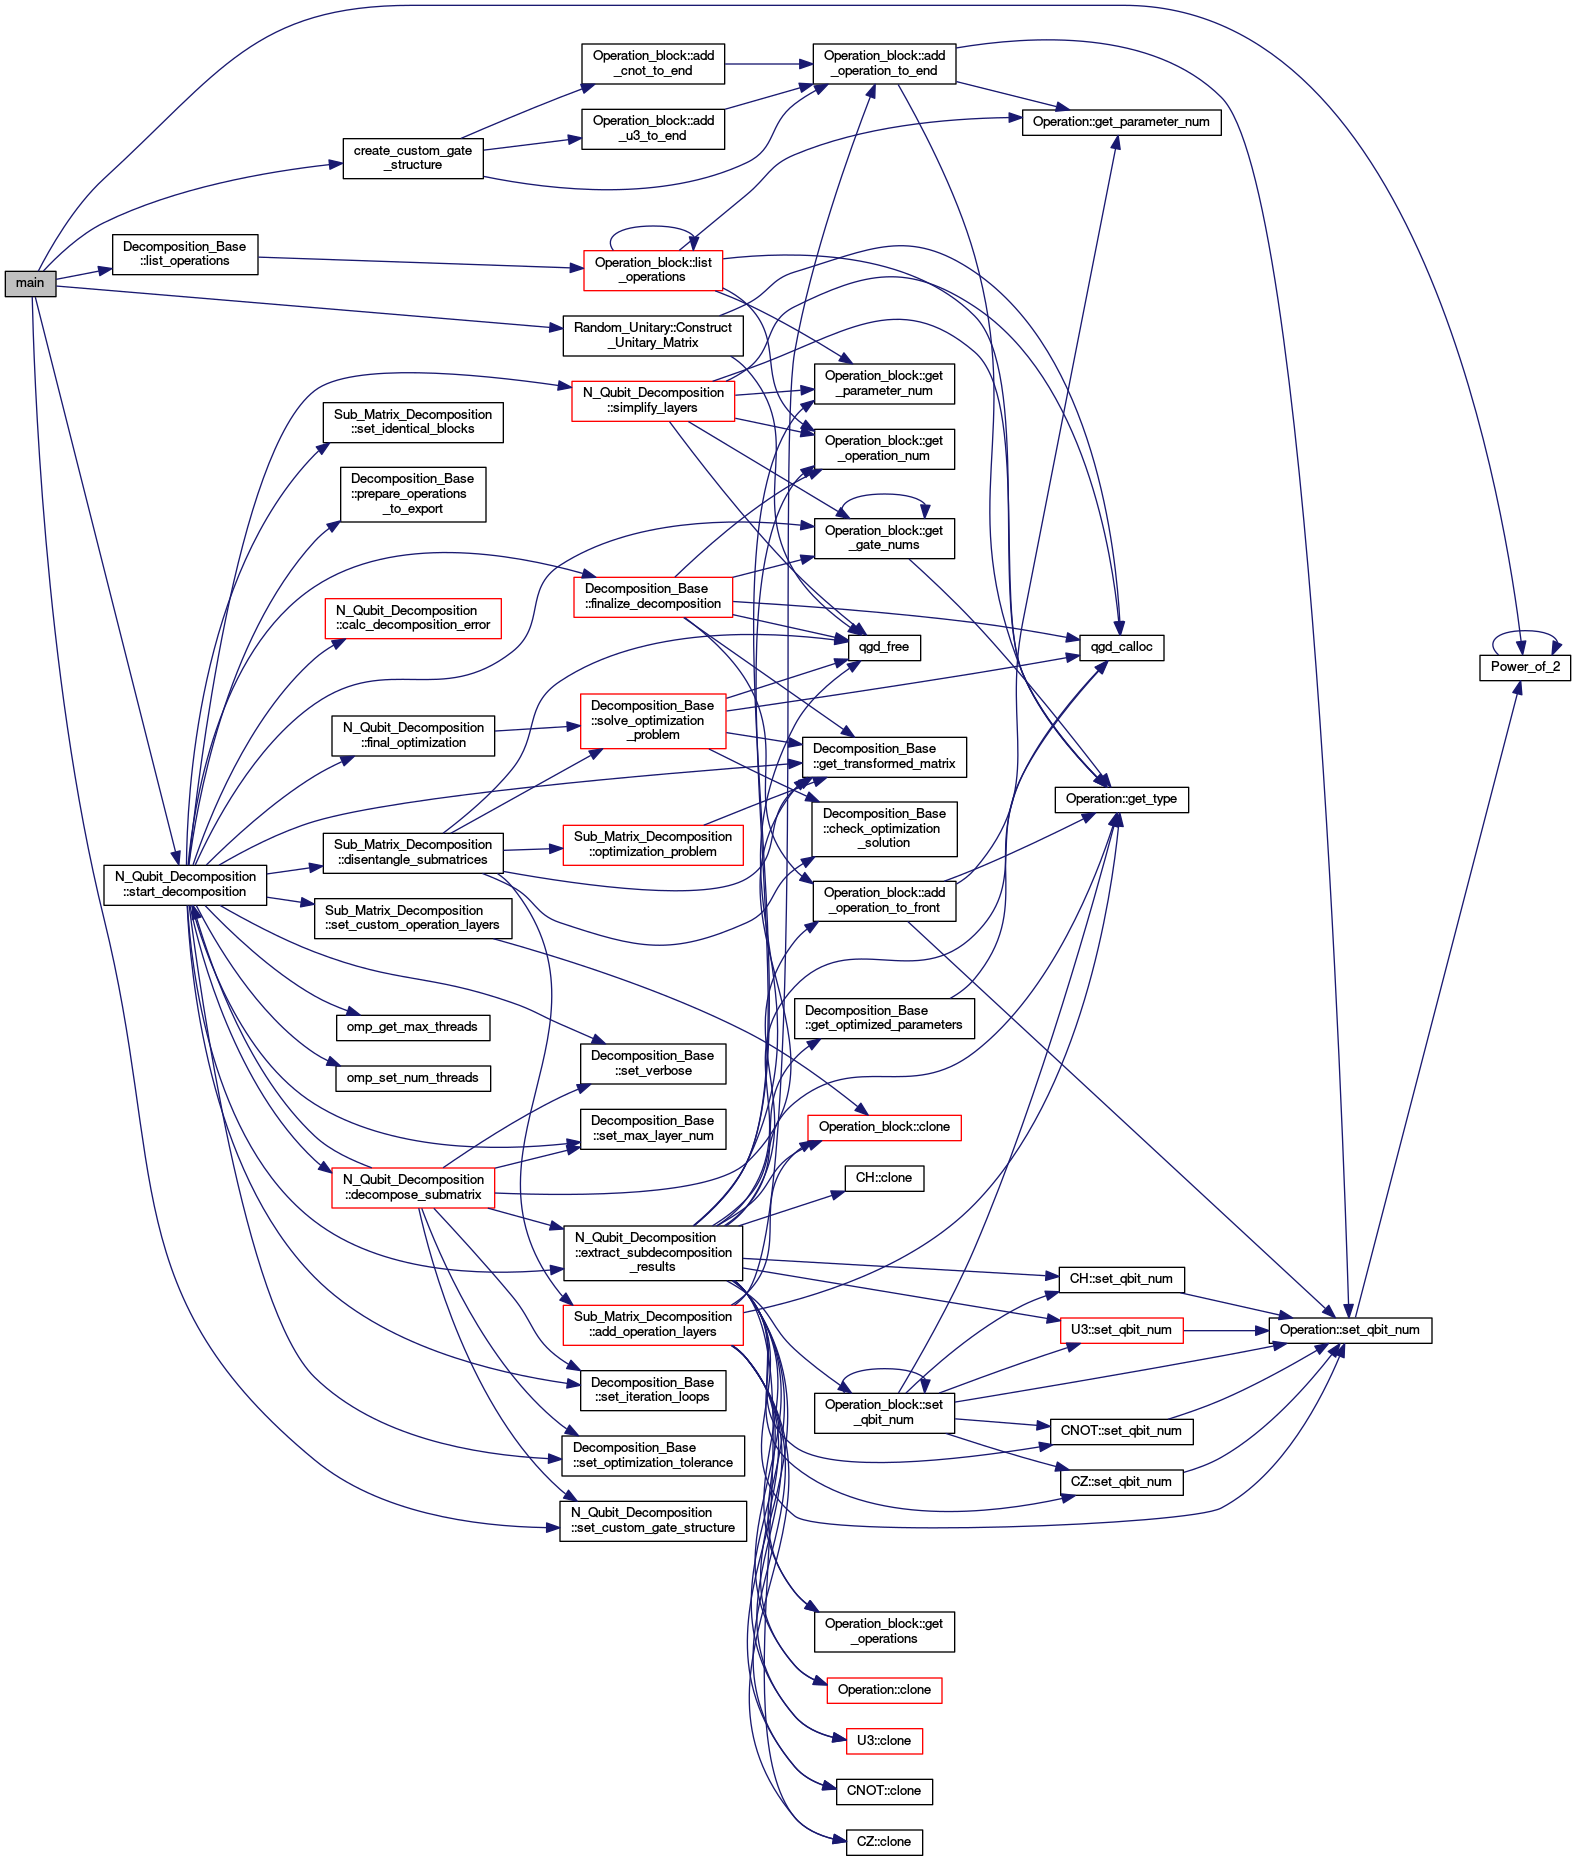 main
Decomposition_Base
::list_operations
create_custom_gate
_structure
Operation_block::add
_cnot_to_end
Operation_block::add
_u3_to_end
Operation_block::add
_operation_to_end
Operation::get_parameter_num
Operation_block::list
_operations
Random_Unitary::Construct
_Unitary_Matrix
N_Qubit_Decomposition
::simplify_layers
Operation_block::get
_parameter_num
Operation_block::get
_operation_num
Operation_block::get
_gate_nums
Sub_Matrix_Decomposition
::set_identical_blocks
Decomposition_Base
::prepare_operations
_to_export
N_Qubit_Decomposition
::calc_decomposition_error
Decomposition_Base
::finalize_decomposition
qgd_free
qgd_calloc
Power_of_2
N_Qubit_Decomposition
::final_optimization
Decomposition_Base
::solve_optimization
_problem
Decomposition_Base
::get_transformed_matrix
Operation::get_type
Decomposition_Base
::check_optimization
_solution
Sub_Matrix_Decomposition
::disentangle_submatrices
Sub_Matrix_Decomposition
::optimization_problem
N_Qubit_Decomposition
::start_decomposition
Operation_block::add
_operation_to_front
Sub_Matrix_Decomposition
::set_custom_operation_layers
Decomposition_Base
::get_optimized_parameters
omp_get_max_threads
omp_set_num_threads
Decomposition_Base
::set_verbose
Decomposition_Base
::set_max_layer_num
Operation_block::clone
N_Qubit_Decomposition
::decompose_submatrix
CH::clone
N_Qubit_Decomposition
::extract_subdecomposition
_results
CH::set_qbit_num
Sub_Matrix_Decomposition
::add_operation_layers
U3::set_qbit_num
Operation::set_qbit_num
Decomposition_Base
::set_iteration_loops
Operation_block::set
_qbit_num
CNOT::set_qbit_num
Decomposition_Base
::set_optimization_tolerance
CZ::set_qbit_num
N_Qubit_Decomposition
::set_custom_gate_structure
Operation_block::get
_operations
Operation::clone
U3::clone
CNOT::clone
CZ::clone